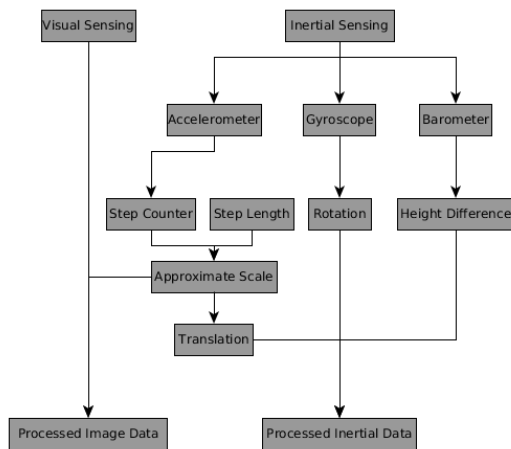 Visual Sensing
Inertial Sensing
Accelerometer
Gyroscope
Barometer
Step Counter
Step Length
Rotation
Height Difference
Approximate Scale
Translation
Processed Image Data
Processed Inertial Data